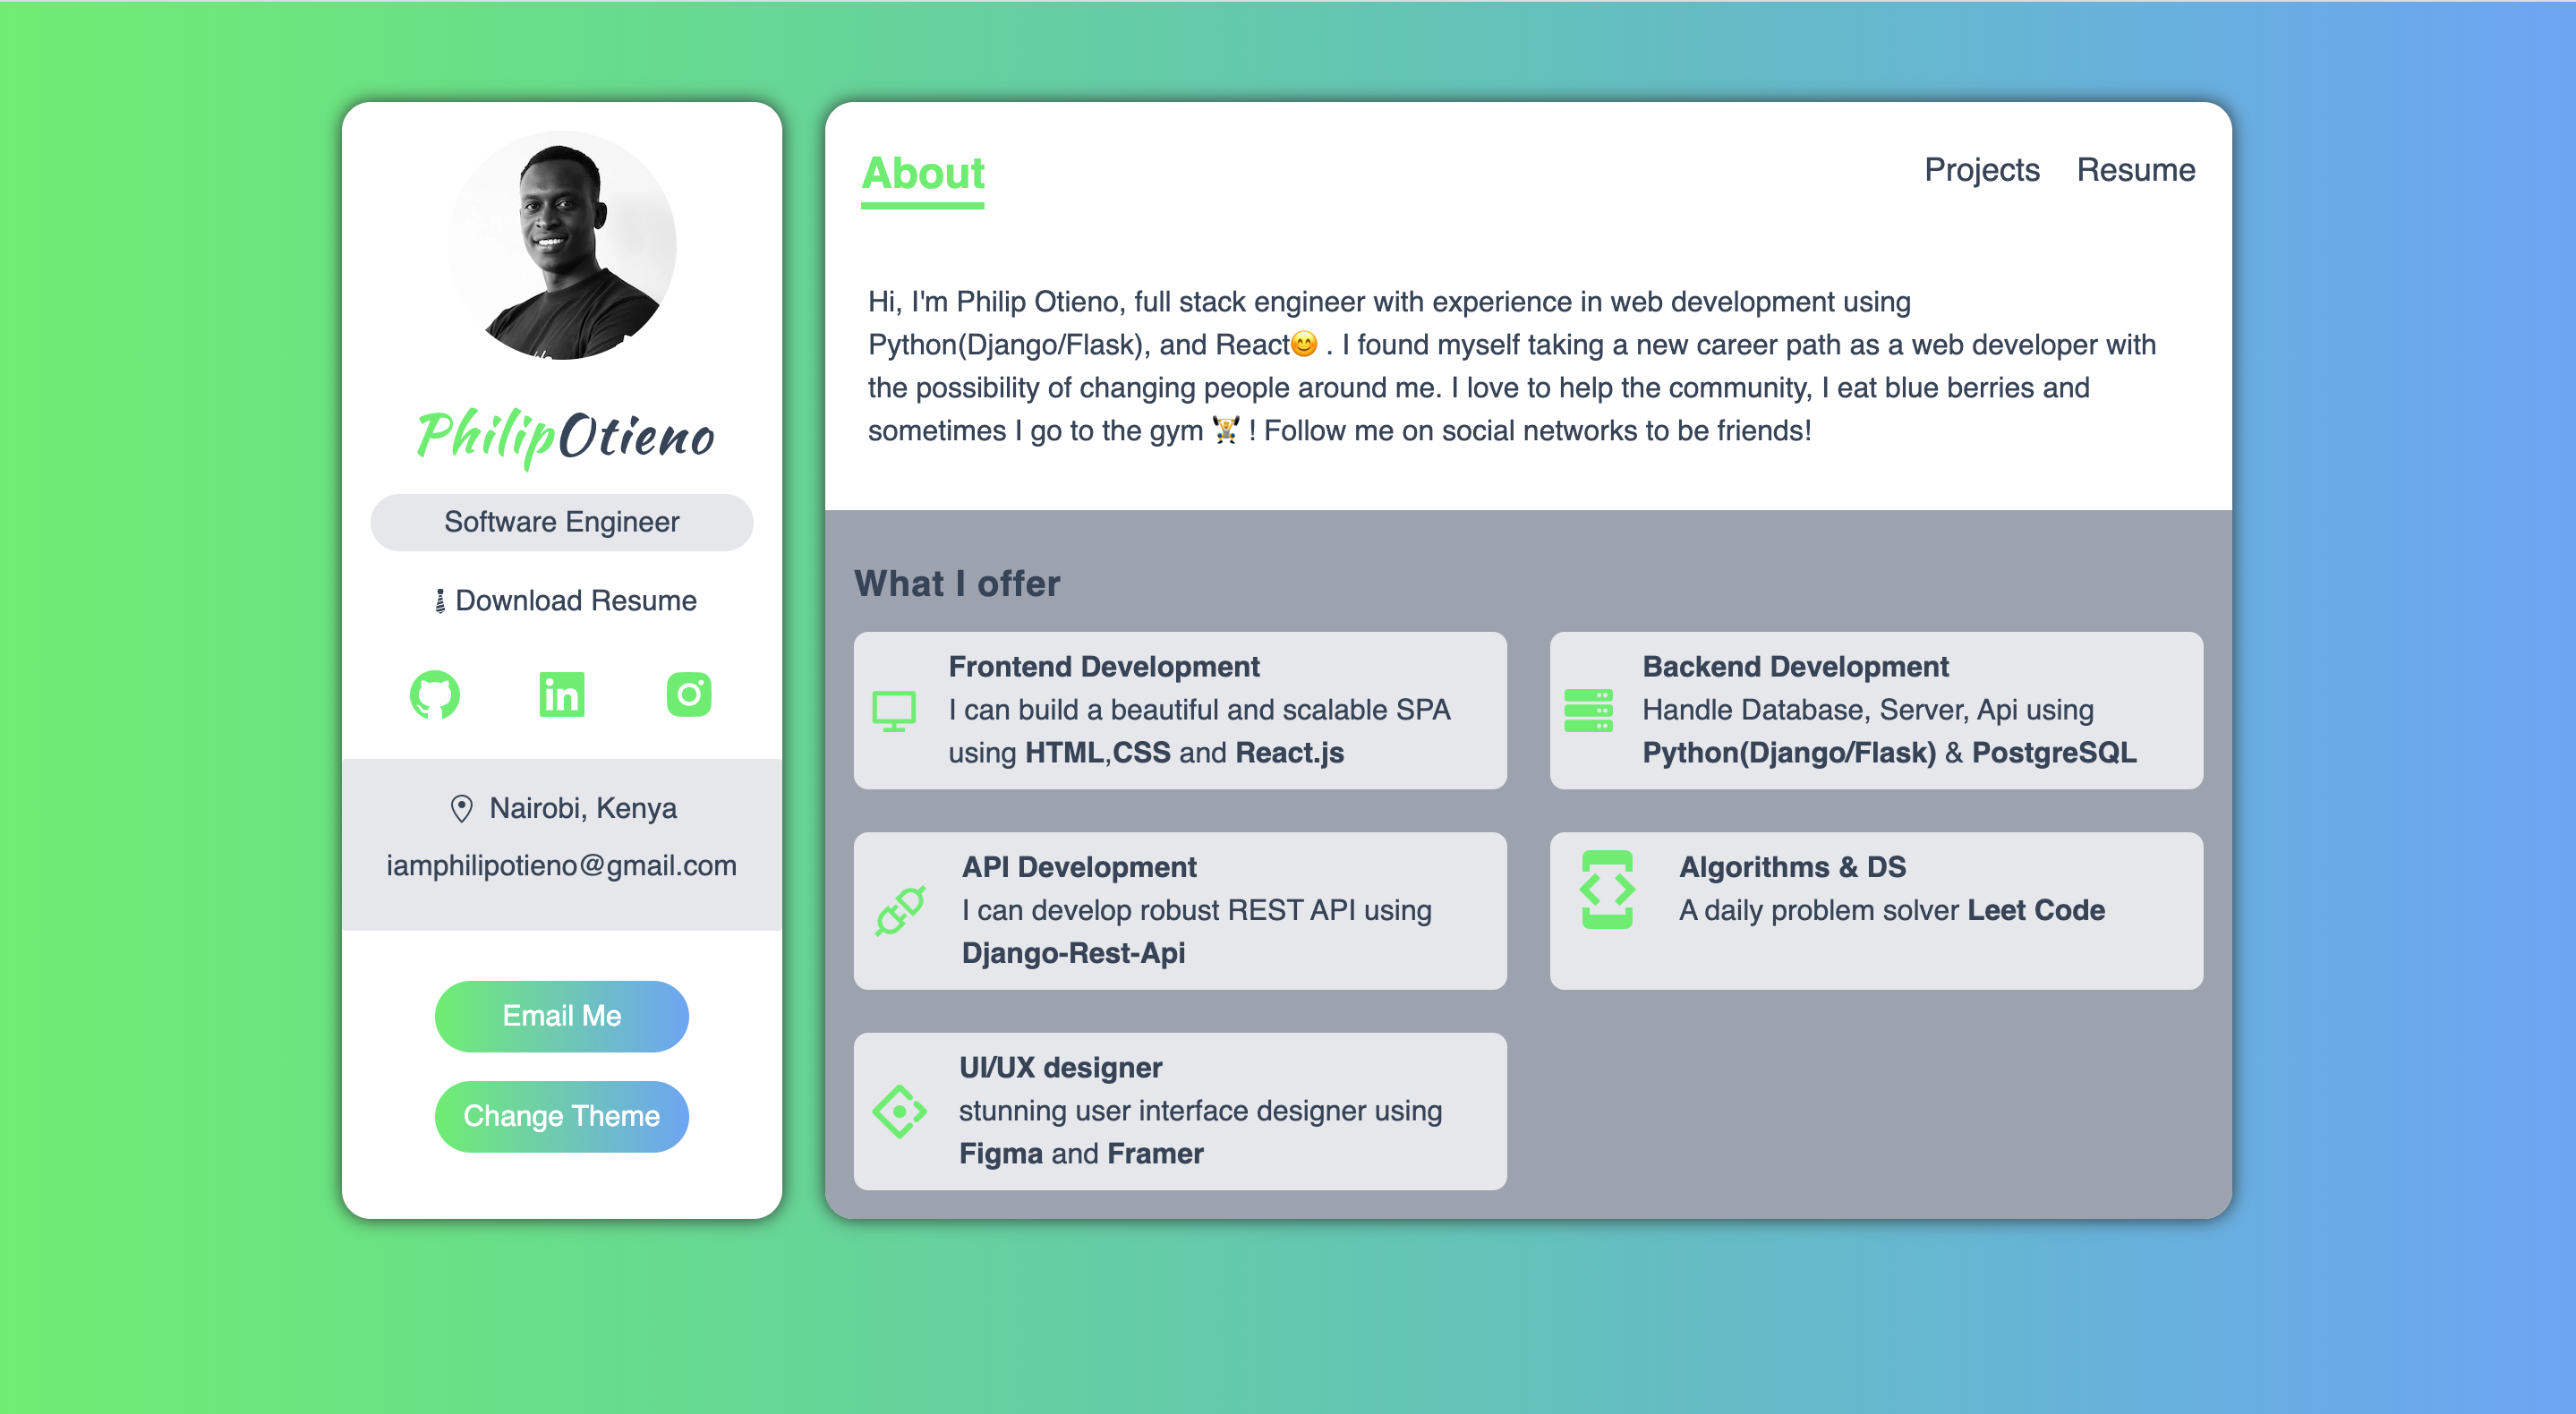 PhilipOtieno
Software Engineer
Download Resume
Nairobi, Kenya
iamphilipotieno@gmail.com
Email Me
Change Theme
About
Projects
Resume
Hi, I'm Philip Otieno, full stack engineer with experience in web development using
Python(Django/Flask), and React😊 . I found myself taking a new career path as a web developer with
the possibility of changing people around me. I love to help the community, I eat blue berries and
sometimes I go to the gym 🏋️ ! Follow me on social networks to be friends!
What I offer
Frontend Development
I can build a beautiful and scalable SPA
using HTML,CSS and React.js
Backend Development
Handle Database, Server, Api using
Python(Django/Flask) & PostgreSQL
API Development
I can develop robust REST API using
Django-Rest-Api
Algorithms & DS
A daily problem solver Leet Code
UI/UX designer
stunning user interface designer using
Figma and Framer